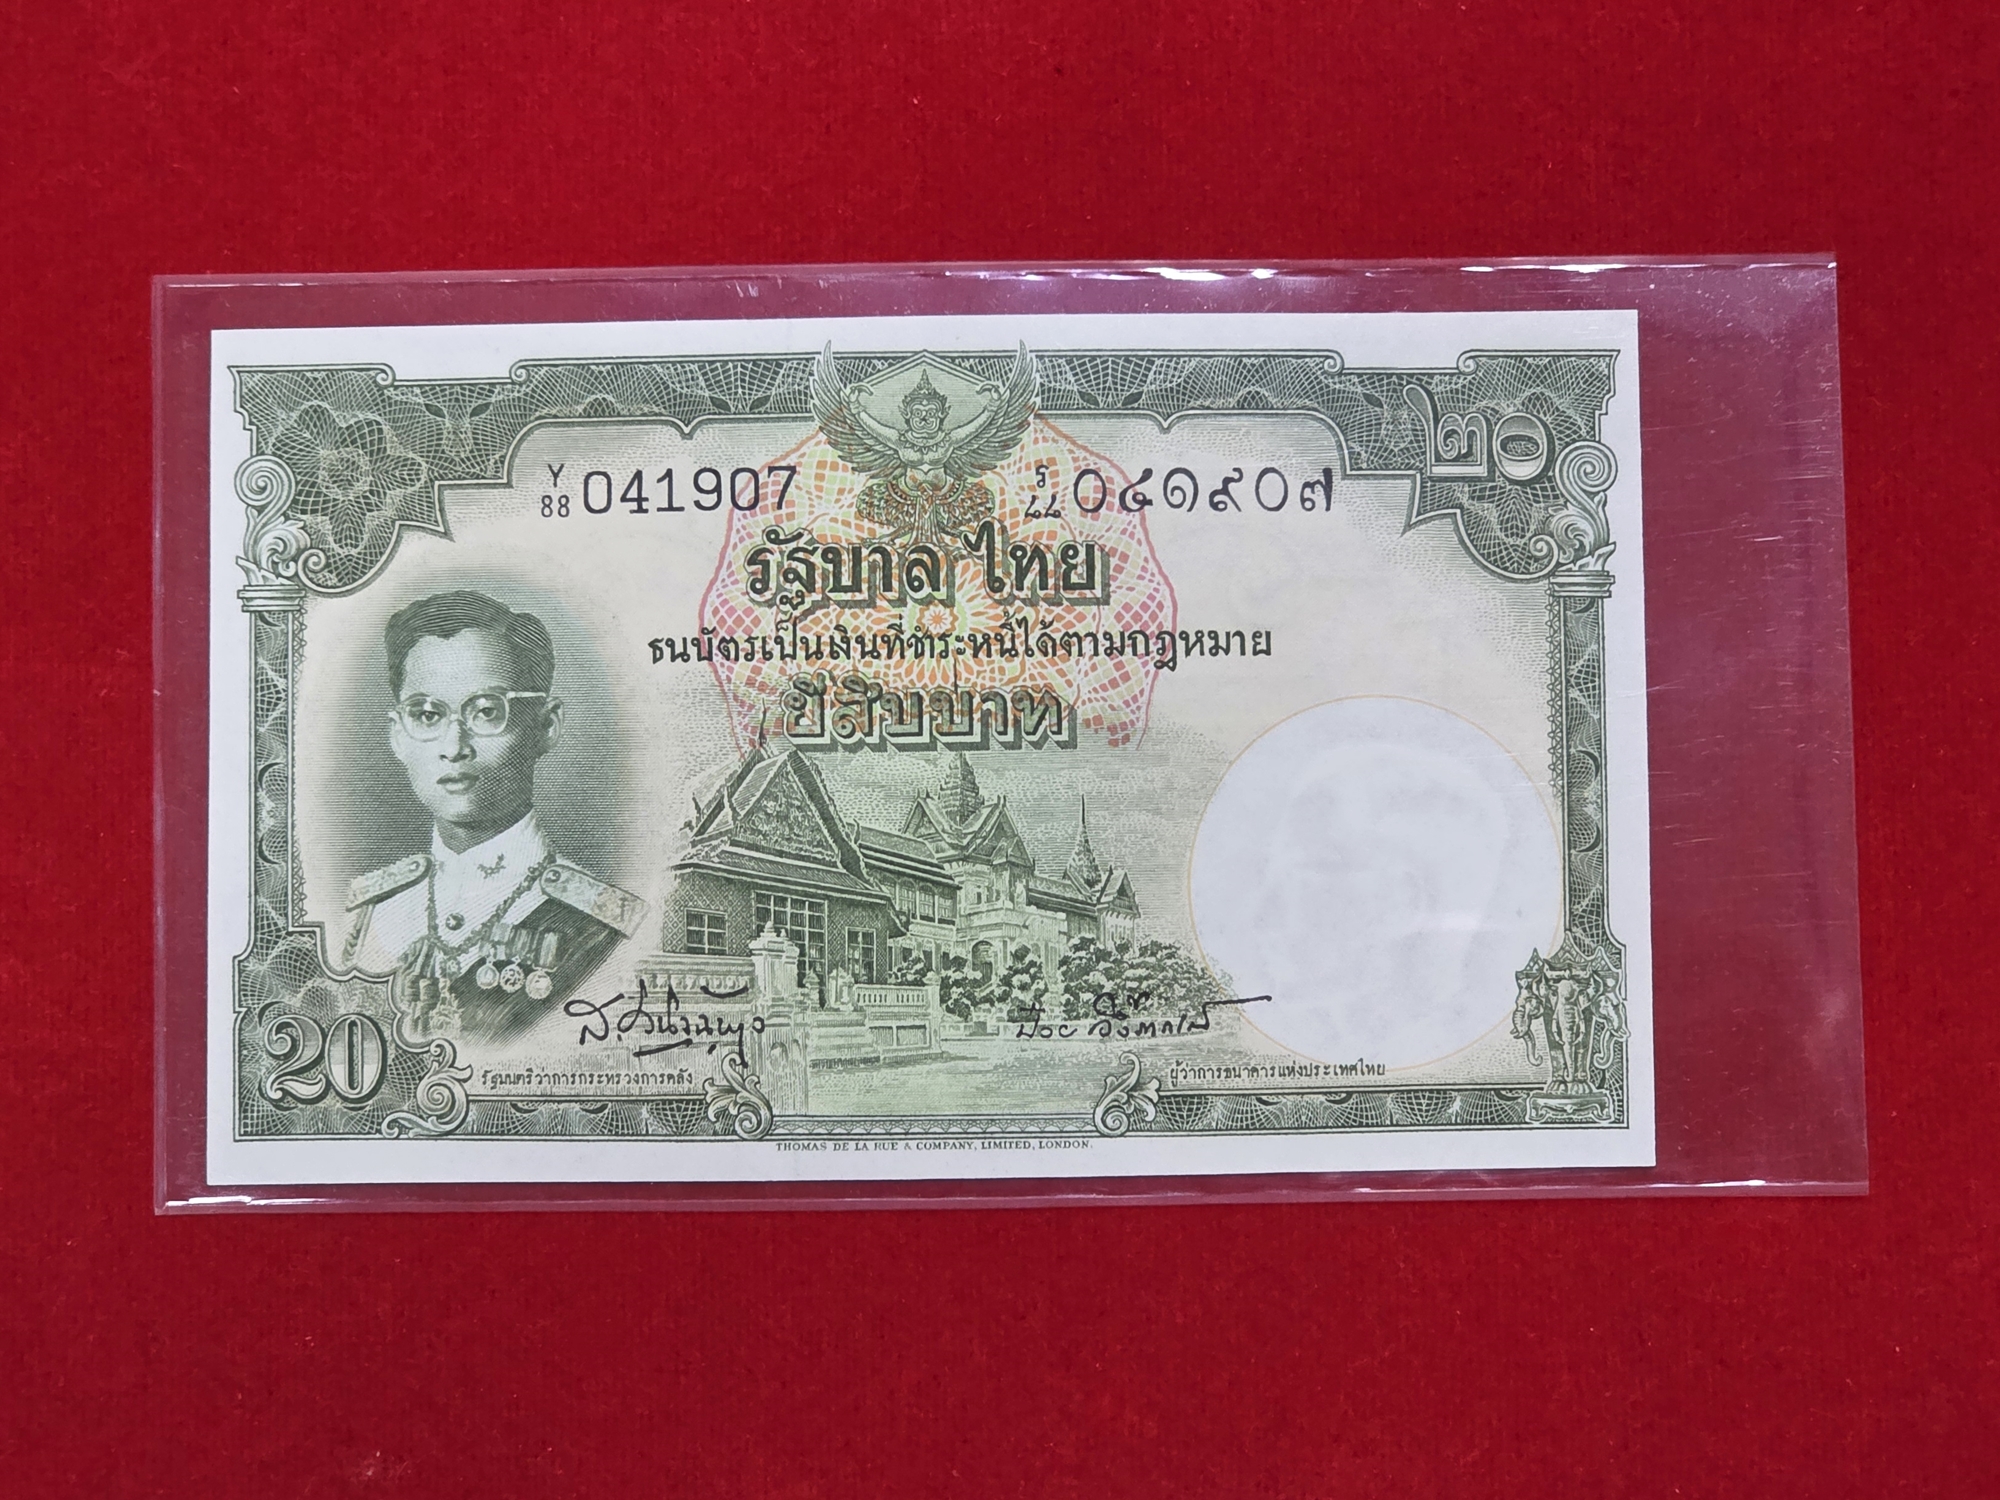 ๒๐
Y/88 041907 ร/๘๘ ๐๔๑๙๐๗
รัฐบาลไทย
ธนบัตรเป็นเงินที่ชำระหนี้ได้ตามกฎหมาย
ยี่สิบบาท
20
รัฐมนตรีว่าการกระทรวงการคลัง ผู้ว่าการธนาคารแห่งประเทศไทย
THOMAS DE LA RUE & COMPANY, LIMITED, LONDON.